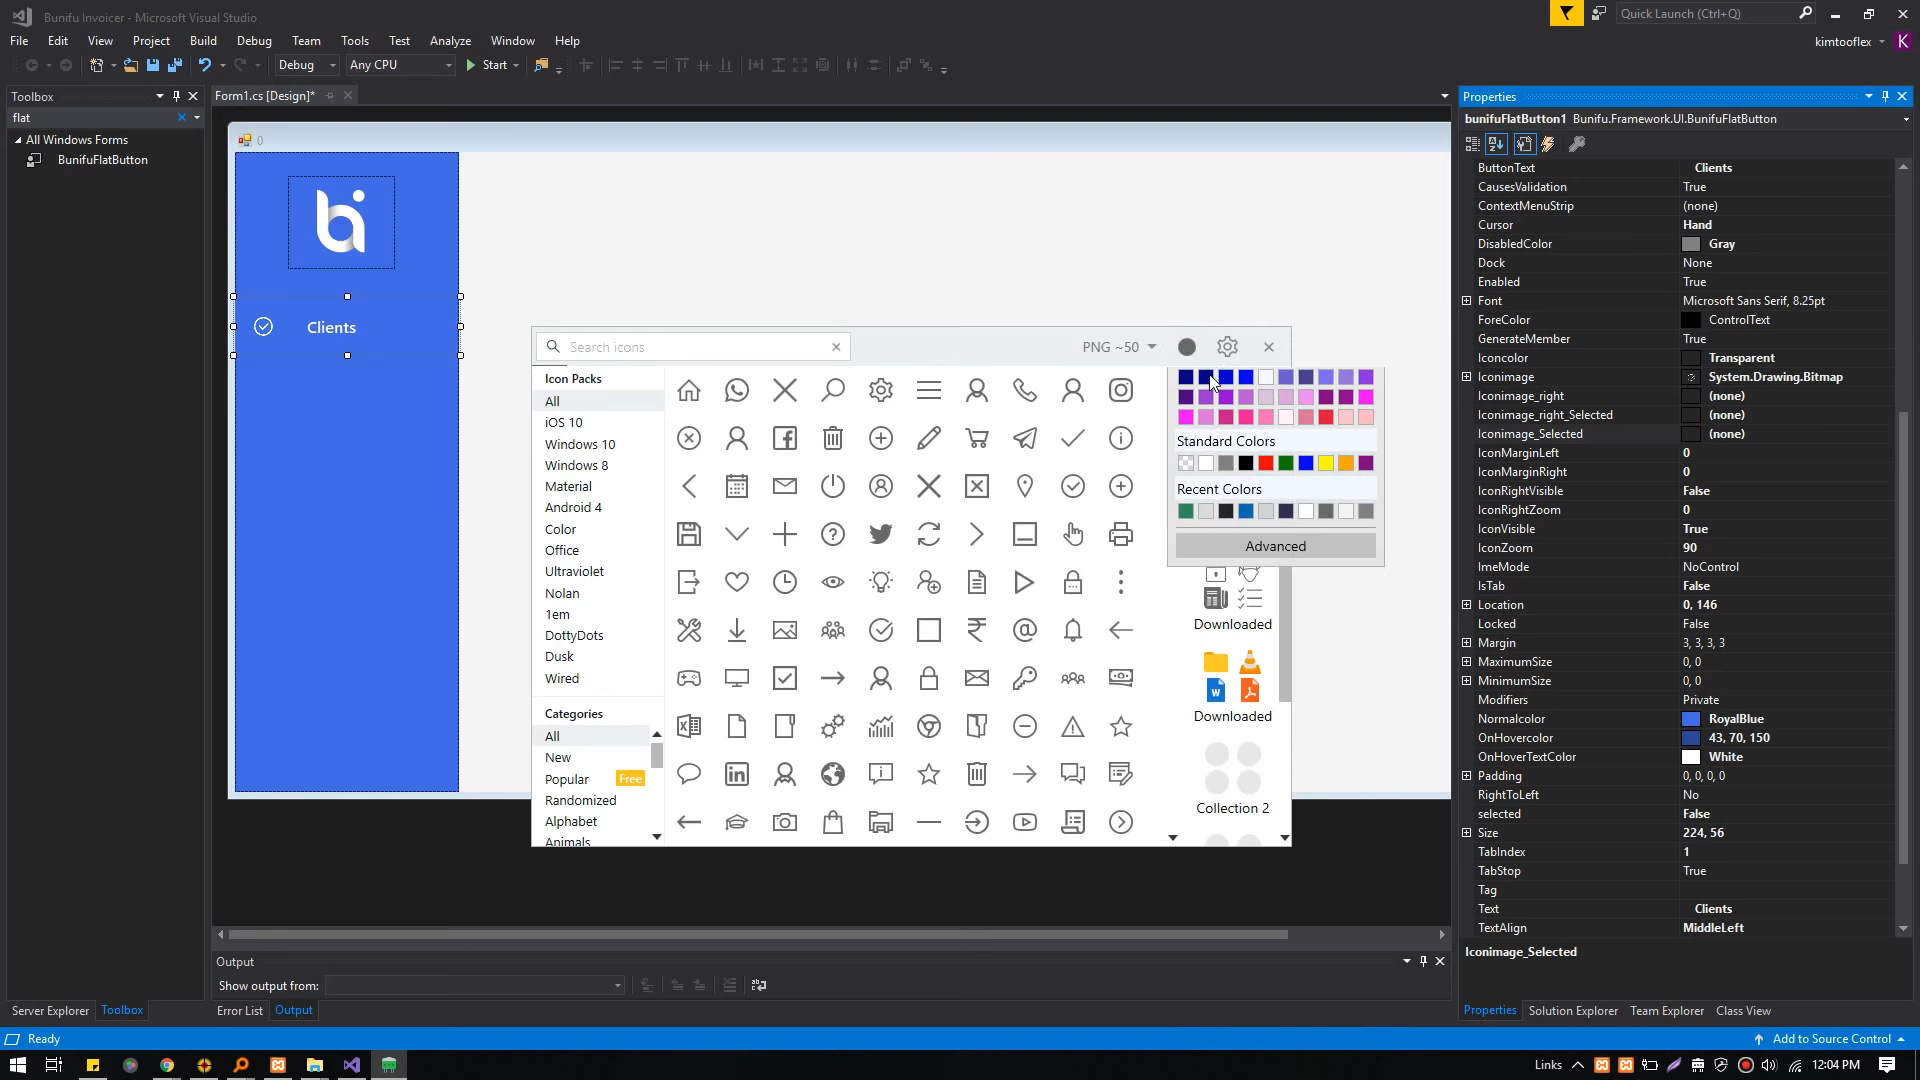 Bunifu Invoicer - Microsoft Visual Studio
Quick Launch (Ctrl+Q)
File Edit View Project Build Debug Team Tools Test Analyze Window Help
kimtooflex K
Debug Any CPU Start
Toolbox
flat
All Windows Forms
BunifuFlatButton
Form1.cs [Design]*
0
Clients
Search icons
PNG ~50
Icon Packs
All
iOS 10
Windows 10
Windows 8
Material
Android 4
Color
Office
Ultraviolet
Nolan
1em
DottyDots
Dusk
Wired
Categories
All
New
Popular Free
Randomized
Alphabet
Animals
Standard Colors
Recent Colors
Advanced
Downloaded
Downloaded
Collection 2
Output
Show output from:
Server Explorer Toolbox
Error List Output
Properties
bunifuFlatButton1 Bunifu.Framework.UI.BunifuFlatButton
ButtonText Clients
CausesValidation True
ContextMenuStrip (none)
Cursor Hand
DisabledColor Gray
Dock None
Enabled True
Font Microsoft Sans Serif, 8.25pt
ForeColor ControlText
GenerateMember True
Iconcolor Transparent
Iconimage System.Drawing.Bitmap
Iconimage_right (none)
Iconimage_right_Selected (none)
Iconimage_Selected (none)
IconMarginLeft 0
IconMarginRight 0
IconRightVisible False
IconRightZoom 0
IconVisible True
IconZoom 90
ImeMode NoControl
IsTab False
Location 0, 146
Locked False
Margin 3, 3, 3, 3
MaximumSize 0, 0
MinimumSize 0, 0
Modifiers Private
Normalcolor RoyalBlue
OnHovercolor 43, 70, 150
OnHoverTextColor White
Padding 0, 0, 0, 0
RightToLeft No
selected False
Size 224, 56
TabIndex 1
TabStop True
Tag
Text Clients
TextAlign MiddleLeft
Iconimage_Selected
Properties Solution Explorer Team Explorer Class View
Ready
Add to Source Control
Links
12:04 PM